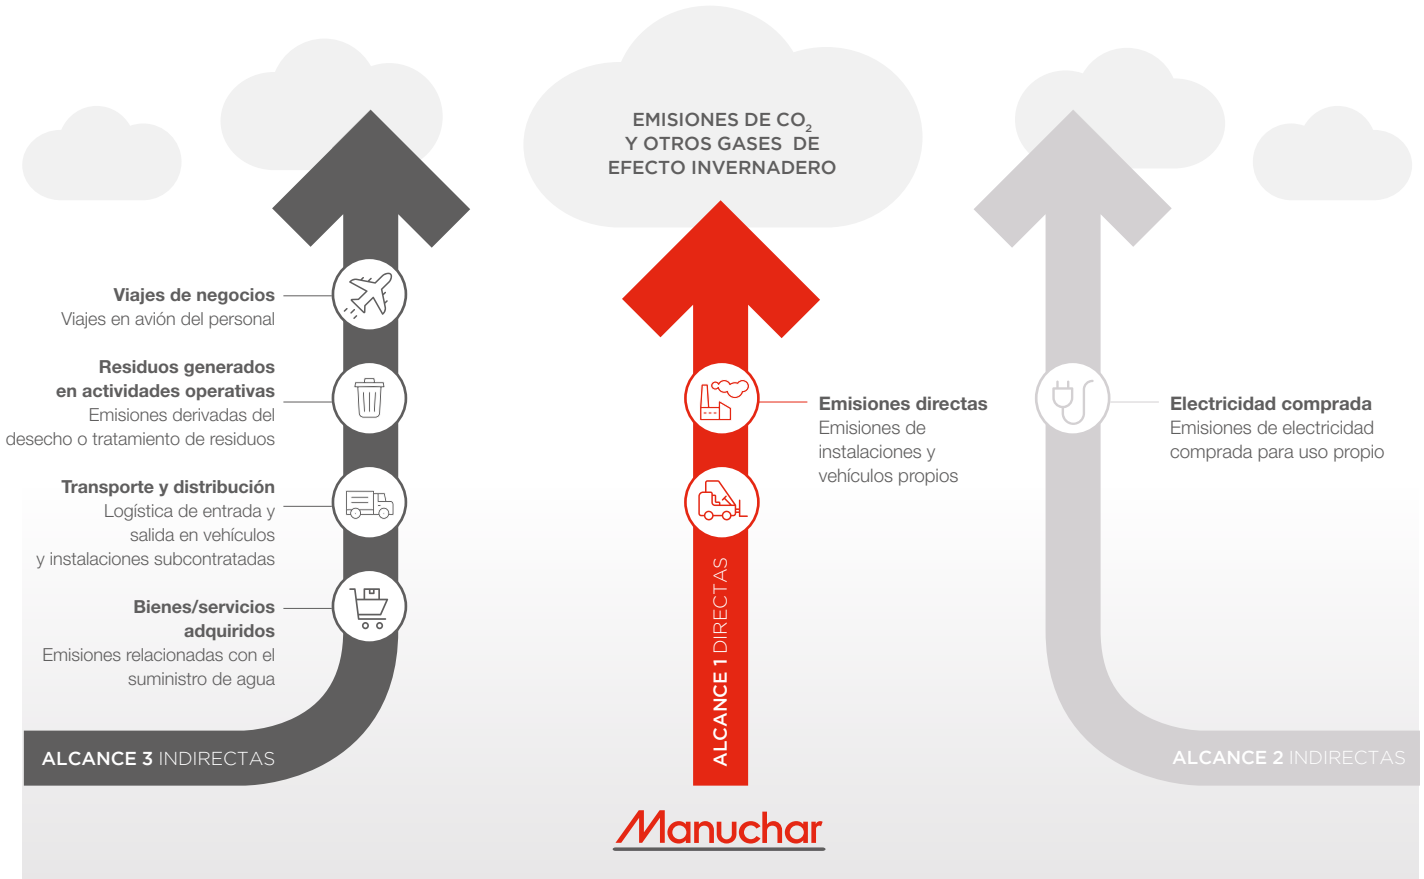 EMISIONES DE CO2
Y OTROS GASES DE
EFECTO INVERNADERO
Viajes de negocios
Viajes en avión del personal
Residuos generados
en actividades operativas
Emisiones derivadas del
desecho o tratamiento de residuos
Transporte y distribución
Logística de entrada y
salida en vehículos
y instalaciones subcontratadas
Bienes/servicios
adquiridos
Emisiones relacionadas con el
suministro de agua
ALCANCE 3 INDIRECTAS
Emisiones directas
Emisiones de
instalaciones y
vehículos propios
ALCANCE 1 DIRECTAS
Electricidad comprada
Emisiones de electricidad
comprada para uso propio
ALCANCE 2 INDIRECTAS
Manuchar